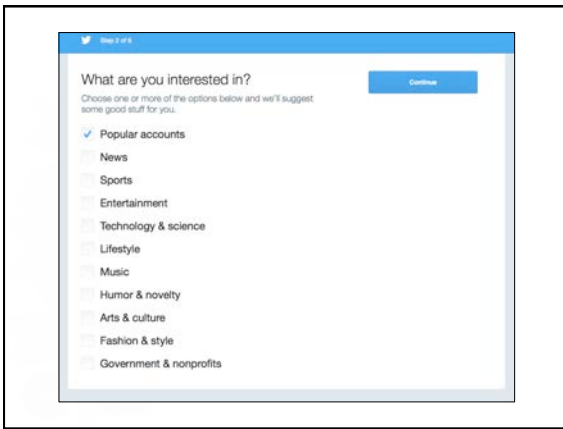 Step 2 of 6
What are you interested in?
Continue
Choose one or more of the options below and we'll suggest
some good stuff for you.
Popular accounts
News
Sports
Entertainment
Technology & science
Lifestyle
Music
Humor & novelty
Arts & culture
Fashion & style
Government & nonprofits